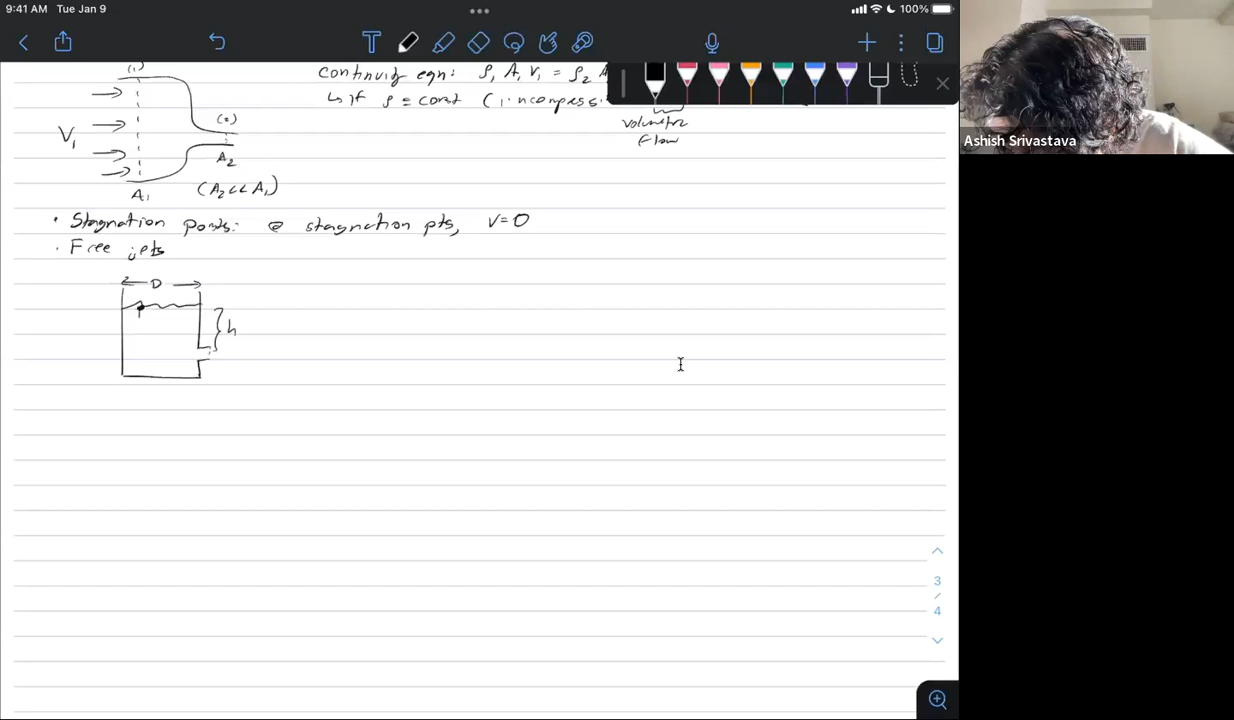 9:41 AM Tue Jan 9
100%
(1)
continuity eqn: ρ₁ A₁ V₁ = ρ₂ A
↳ if ρ = const (incompress.
volumetric
flow
V₁
(2)
A₂
A₁
(A₂ << A₁)
• Stagnation points: @ stagnation pts, V=0
• Free jets
D
h
3
/
4
Ashish Srivastava